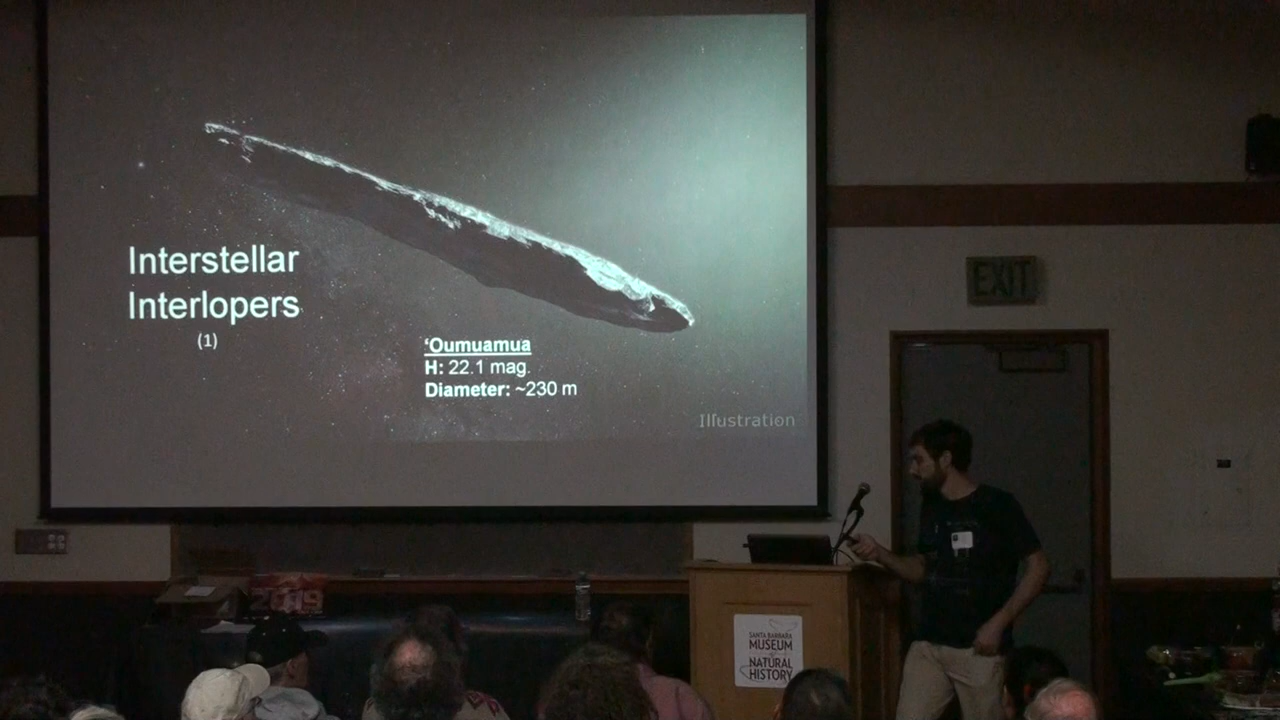 Interstellar
Interlopers
(1)
‘Oumuamua
H: 22.1 mag.
Diameter: ~230 m
Illustration
EXIT
2019
SANTA BARBARA
MUSEUM
NATURAL
HISTORY